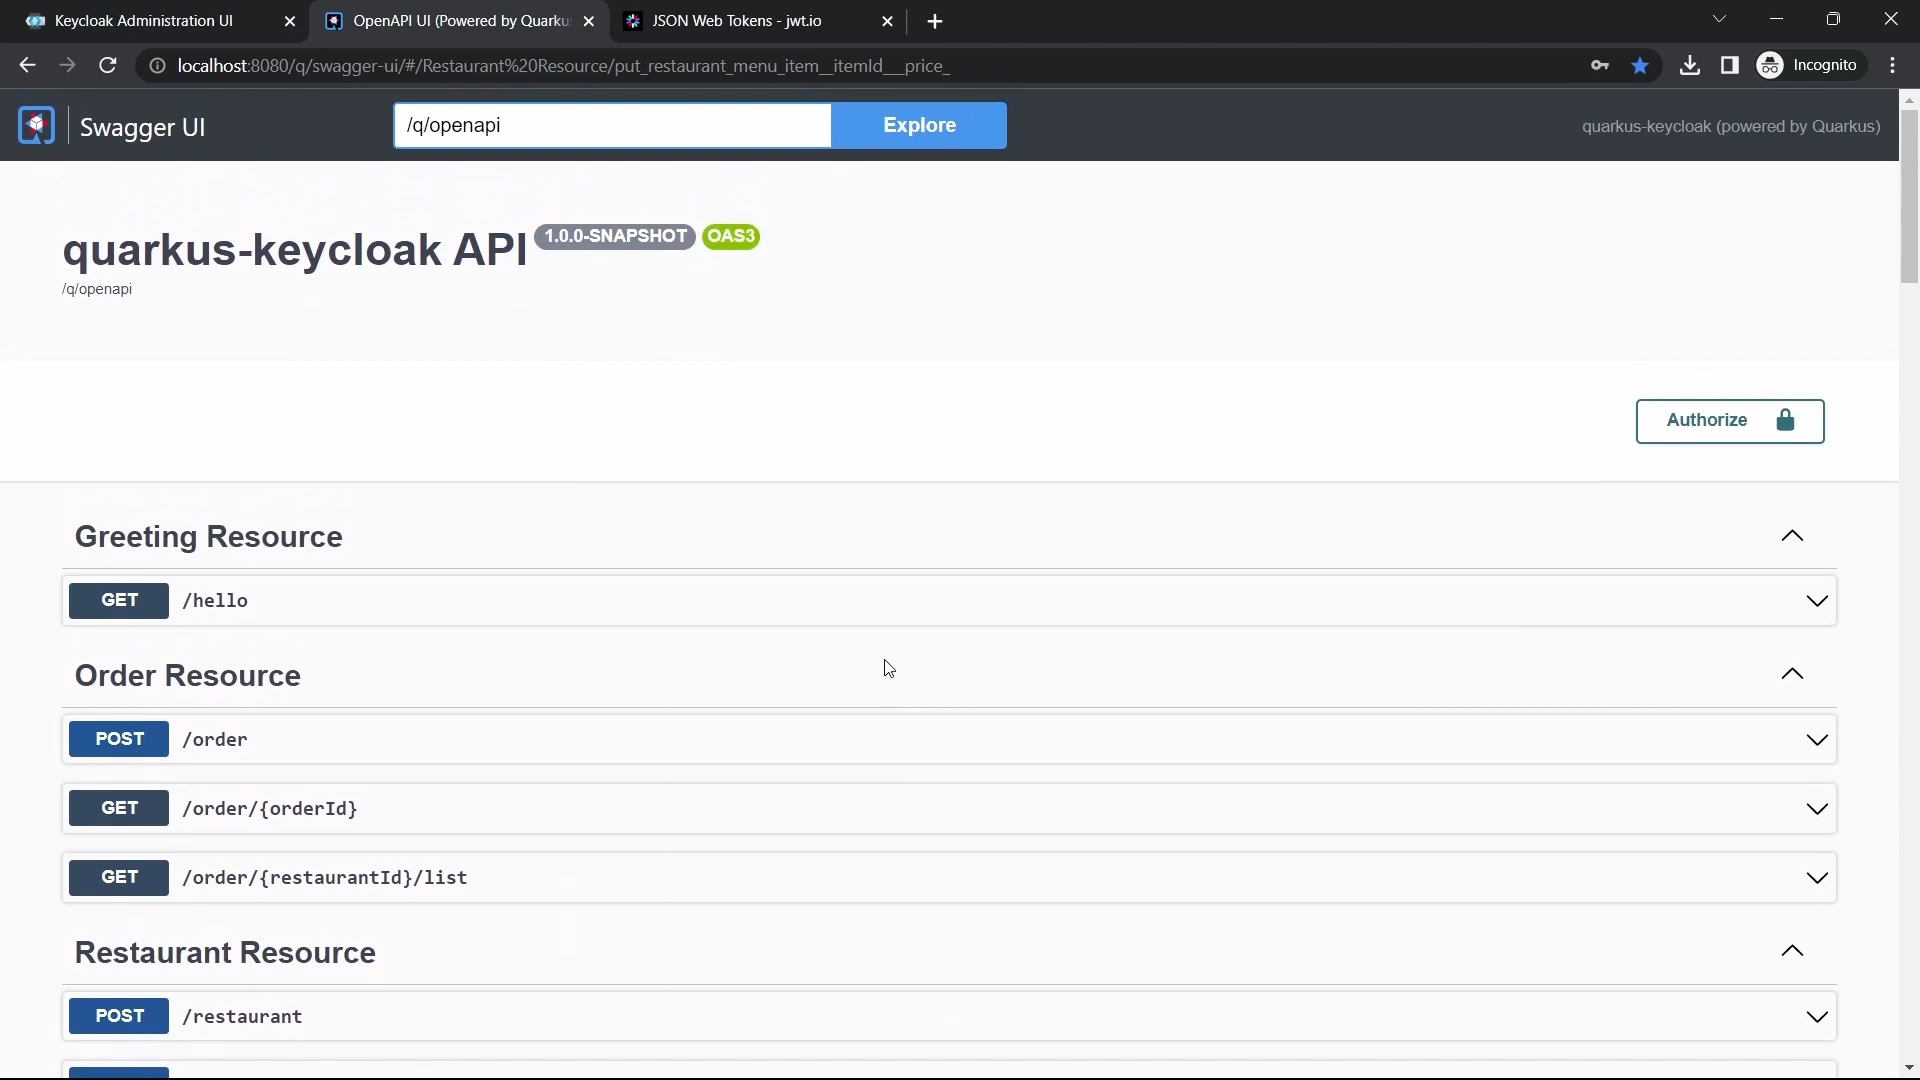 Keycloak Administration UI
OpenAPI UI (Powered by Quarku
JSON Web Tokens - jwt.io
localhost:8080/q/swagger-ui/#/Restaurant%20Resource/put_restaurant_menu_item__itemId__price_
Incognito
Swagger UI
/q/openapi
Explore
quarkus-keycloak (powered by Quarkus)
quarkus-keycloak API 1.0.0-SNAPSHOT OAS3
/q/openapi
Authorize
Greeting Resource
GET /hello
Order Resource
POST /order
GET /order/{orderId}
GET /order/{restaurantId}/list
Restaurant Resource
POST /restaurant